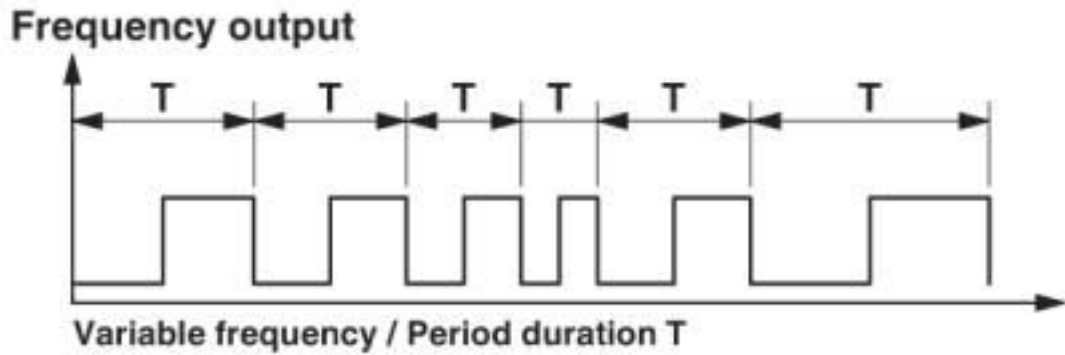 Frequency output
T T T T T T
Variable frequency / Period duration T